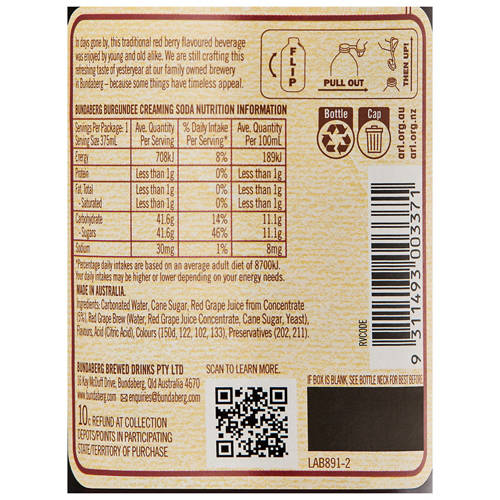 In days gone by, this traditional red berry flavoured beverage
was enjoyed by young and old alike. We are still crafting this
refreshing taste of yesteryear at our family owned brewery
in Bundaberg – because some things have timeless appeal.
FLIP
PULL OUT
THEN UP!
BUNDABERG BURGUNDEE CREAMING SODA NUTRITION INFORMATION
Servings Per Package: 1
Serving Size 375mL
Avg. Quantity
Per Serving
% Daily Intake
Per Serving*
Avg. Quantity
Per 100mL
Energy 708kJ 8% 189kJ
Protein Less than 1g Less than 1g
Fat, Total Less than 1g Less than 1g
- Saturated Less than 1g Less than 1g
Carbohydrate 41.6g 14% 11.1g
- Sugars 41.6g 46% 11.1g
Sodium 30mg 1% 8mg
*Percentage daily intakes are based on an average adult diet of 8700kJ.
Your daily intakes may be higher or lower depending on your energy needs.
MADE IN AUSTRALIA.
Ingredients: Carbonated Water, Cane Sugar, Red Grape Juice from Concentrate
(5%), Red Grape Brew (Water, Red Grape Juice Concentrate, Cane Sugar, Yeast),
Flavours, Acid (Citric Acid), Colours (150d, 122, 102, 133), Preservatives (202, 211).
BUNDABERG BREWED DRINKS PTY LTD
16 Kay McDuff Drive, Bundaberg, Qld Australia 4670
www.bundaberg.com enquiries@bundaberg.com
10c REFUND AT COLLECTION
DEPOTS/POINTS IN PARTICIPATING
STATE/TERRITORY OF PURCHASE
SCAN TO LEARN MORE.
Bottle
Cap
arl.org.au
arl.org.nz
RVCODE
9 311493 003371
IF BOX IS BLANK, SEE BOTTLE NECK FOR BEST BEFORE
LAB891-2